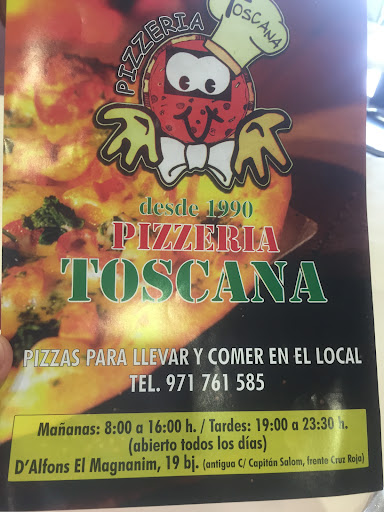 PIZZERIA
TOSCANA
desde 1990
PIZZERIA
TOSCANA
PIZZAS PARA LLEVAR Y COMER EN EL LOCAL
TEL. 971 761 585
Mañanas: 8:00 a 16:00 h. / Tardes: 19:00 a 23:30 h.
(abierto todos los días)
D'Alfons El Magnanim, 19 bj. (antigua C/ Capitán Salom, frente Cruz Roja)